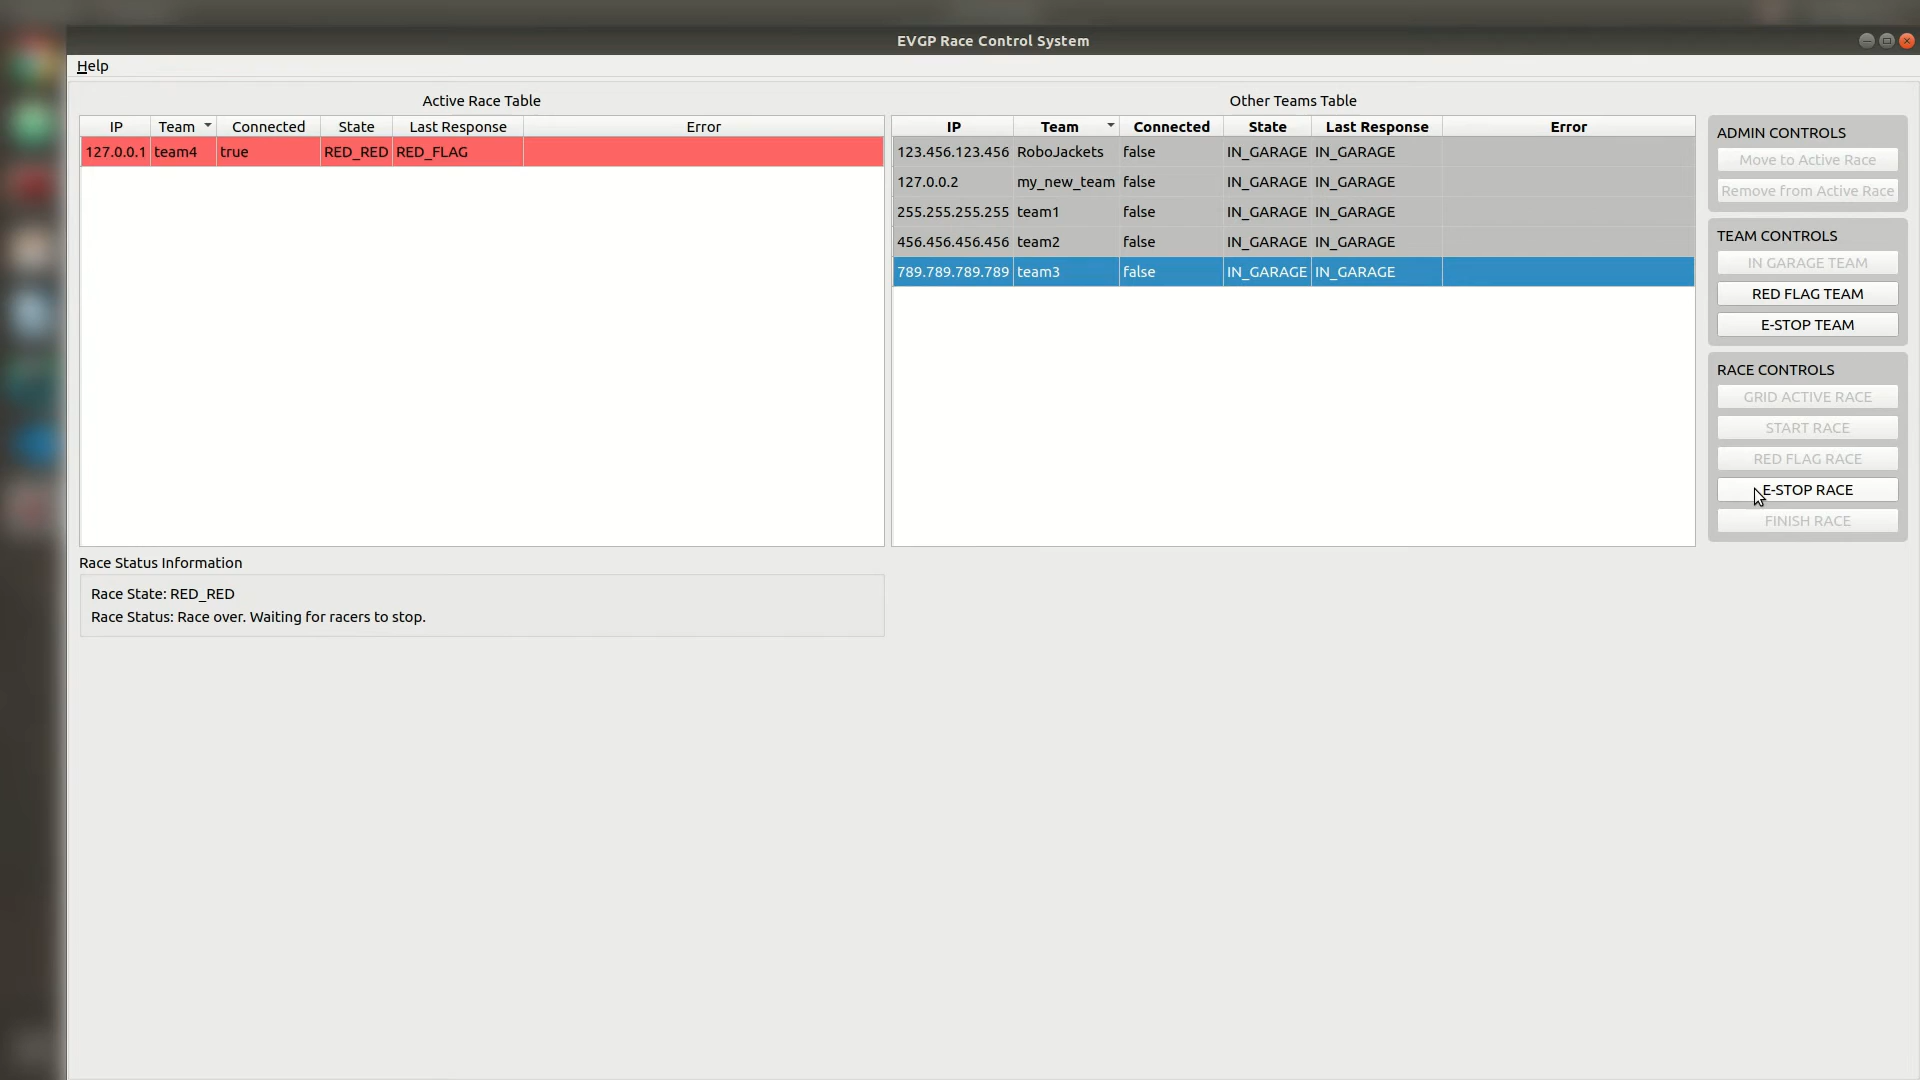 EVGP Race Control System
Help
Active Race Table
IP Team Connected State Last Response Error
127.0.0.1 team4 true RED_RED RED_FLAG
Other Teams Table
IP Team Connected State Last Response Error
123.456.123.456 RoboJackets false IN_GARAGE IN_GARAGE
127.0.0.2 my_new_team false IN_GARAGE IN_GARAGE
255.255.255.255 team1 false IN_GARAGE IN_GARAGE
456.456.456.456 team2 false IN_GARAGE IN_GARAGE
789.789.789.789 team3 false IN_GARAGE IN_GARAGE
ADMIN CONTROLS
Move to Active Race
Remove from Active Race
TEAM CONTROLS
IN GARAGE TEAM
RED FLAG TEAM
E-STOP TEAM
RACE CONTROLS
GRID ACTIVE RACE
START RACE
RED FLAG RACE
E-STOP RACE
FINISH RACE
Race Status Information
Race State: RED_RED
Race Status: Race over. Waiting for racers to stop.